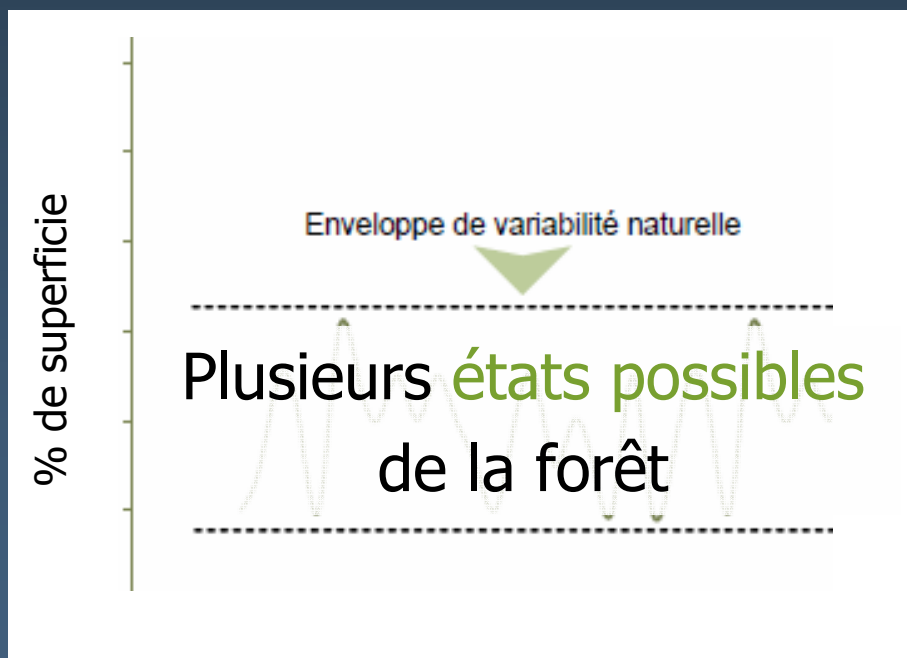 % de superficie
Enveloppe de variabilité naturelle
Plusieurs états possibles
de la forêt